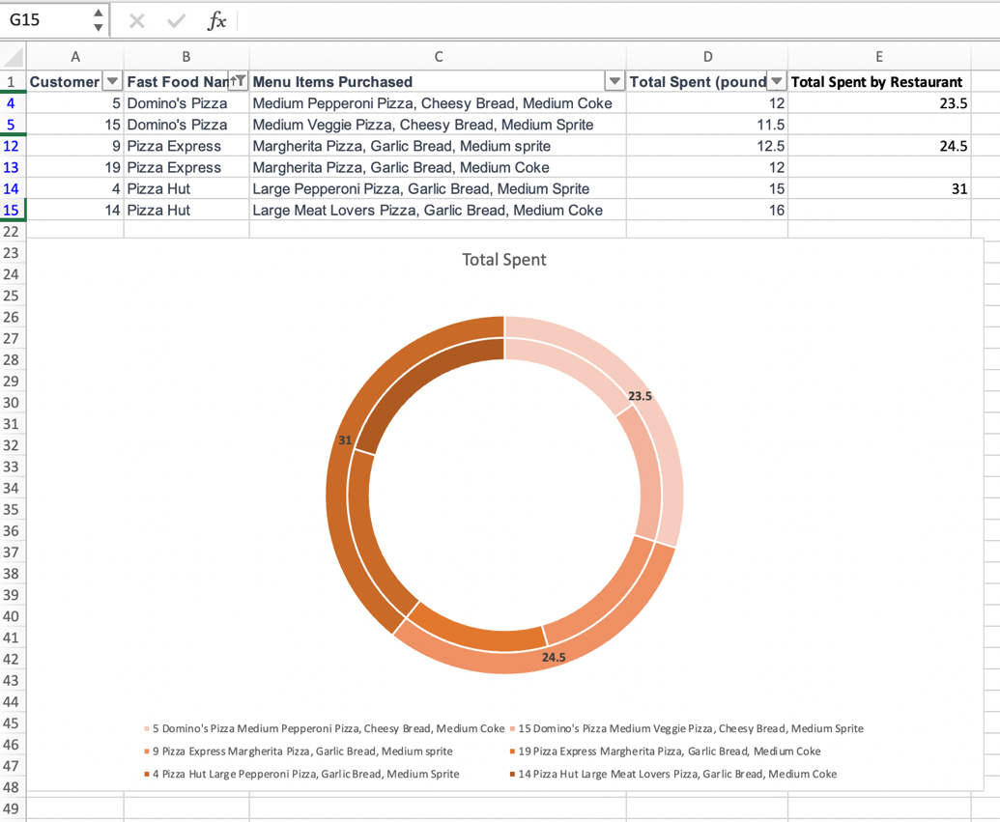 G15 fx
A B C D E
1 Customer Fast Food Nam Menu Items Purchased Total Spent (pound Total Spent by Restaurant
4 5 Domino's Pizza Medium Pepperoni Pizza, Cheesy Bread, Medium Coke 12 23.5
5 15 Domino's Pizza Medium Veggie Pizza, Cheesy Bread, Medium Sprite 11.5
12 9 Pizza Express Margherita Pizza, Garlic Bread, Medium sprite 12.5 24.5
13 19 Pizza Express Margherita Pizza, Garlic Bread, Medium Coke 12
14 4 Pizza Hut Large Pepperoni Pizza, Garlic Bread, Medium Sprite 15 31
15 14 Pizza Hut Large Meat Lovers Pizza, Garlic Bread, Medium Coke 16
22
23 Total Spent
24
25
26
27
28
29
30 23.5
31
32 31
33
34
35
36
37
38
39
40
41
42 24.5
43
44
45 5 Domino's Pizza Medium Pepperoni Pizza, Cheesy Bread, Medium Coke 15 Domino's Pizza Medium Veggie Pizza, Cheesy Bread, Medium Sprite
46 9 Pizza Express Margherita Pizza, Garlic Bread, Medium sprite 19 Pizza Express Margherita Pizza, Garlic Bread, Medium Coke
47 4 Pizza Hut Large Pepperoni Pizza, Garlic Bread, Medium Sprite 14 Pizza Hut Large Meat Lovers Pizza, Garlic Bread, Medium Coke
48
49